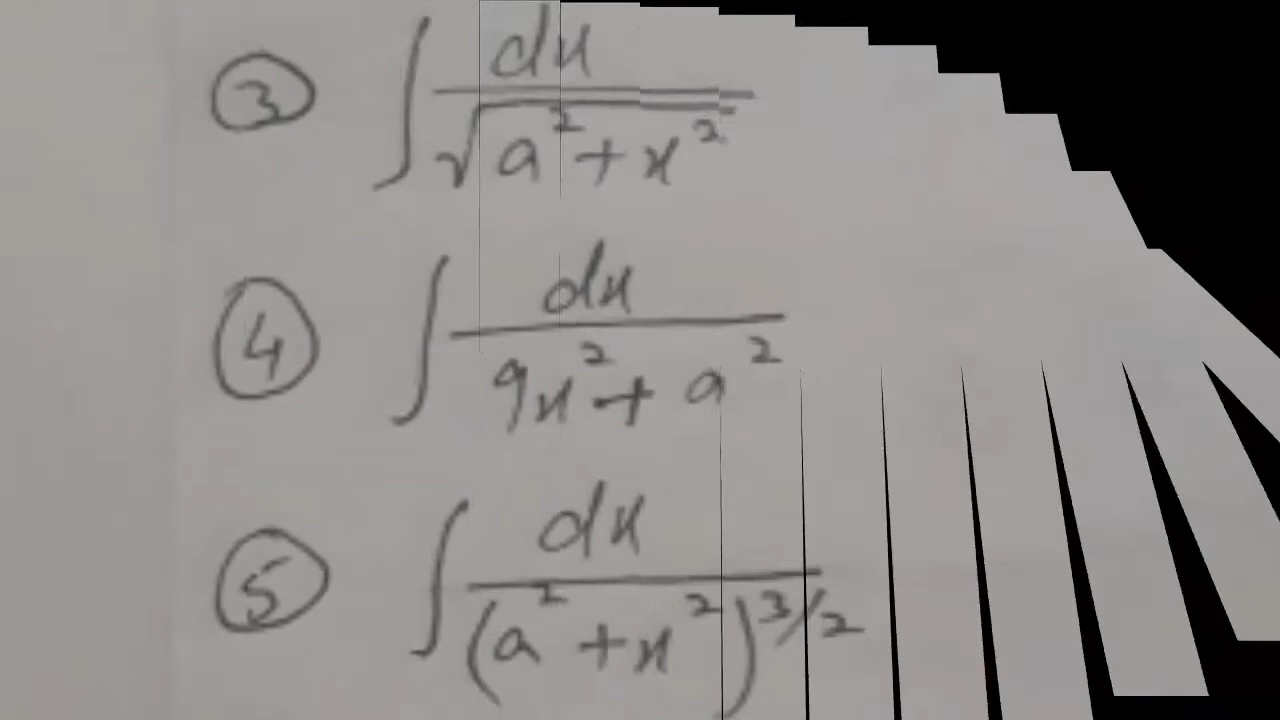 ③ ∫ dx / √(a² + x²)
④ ∫ dx / (9x² + a²)
⑤ ∫ dx / (a² + x²)^(3/2)